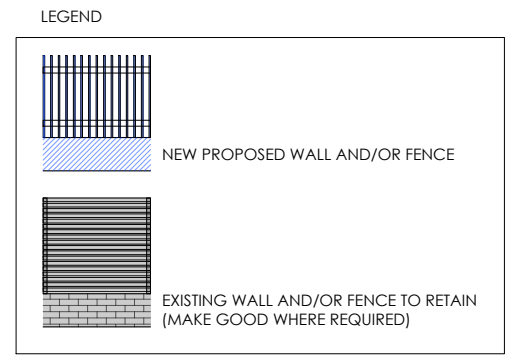 LEGEND
NEW PROPOSED WALL AND/OR FENCE
EXISTING WALL AND/OR FENCE TO RETAIN
(MAKE GOOD WHERE REQUIRED)